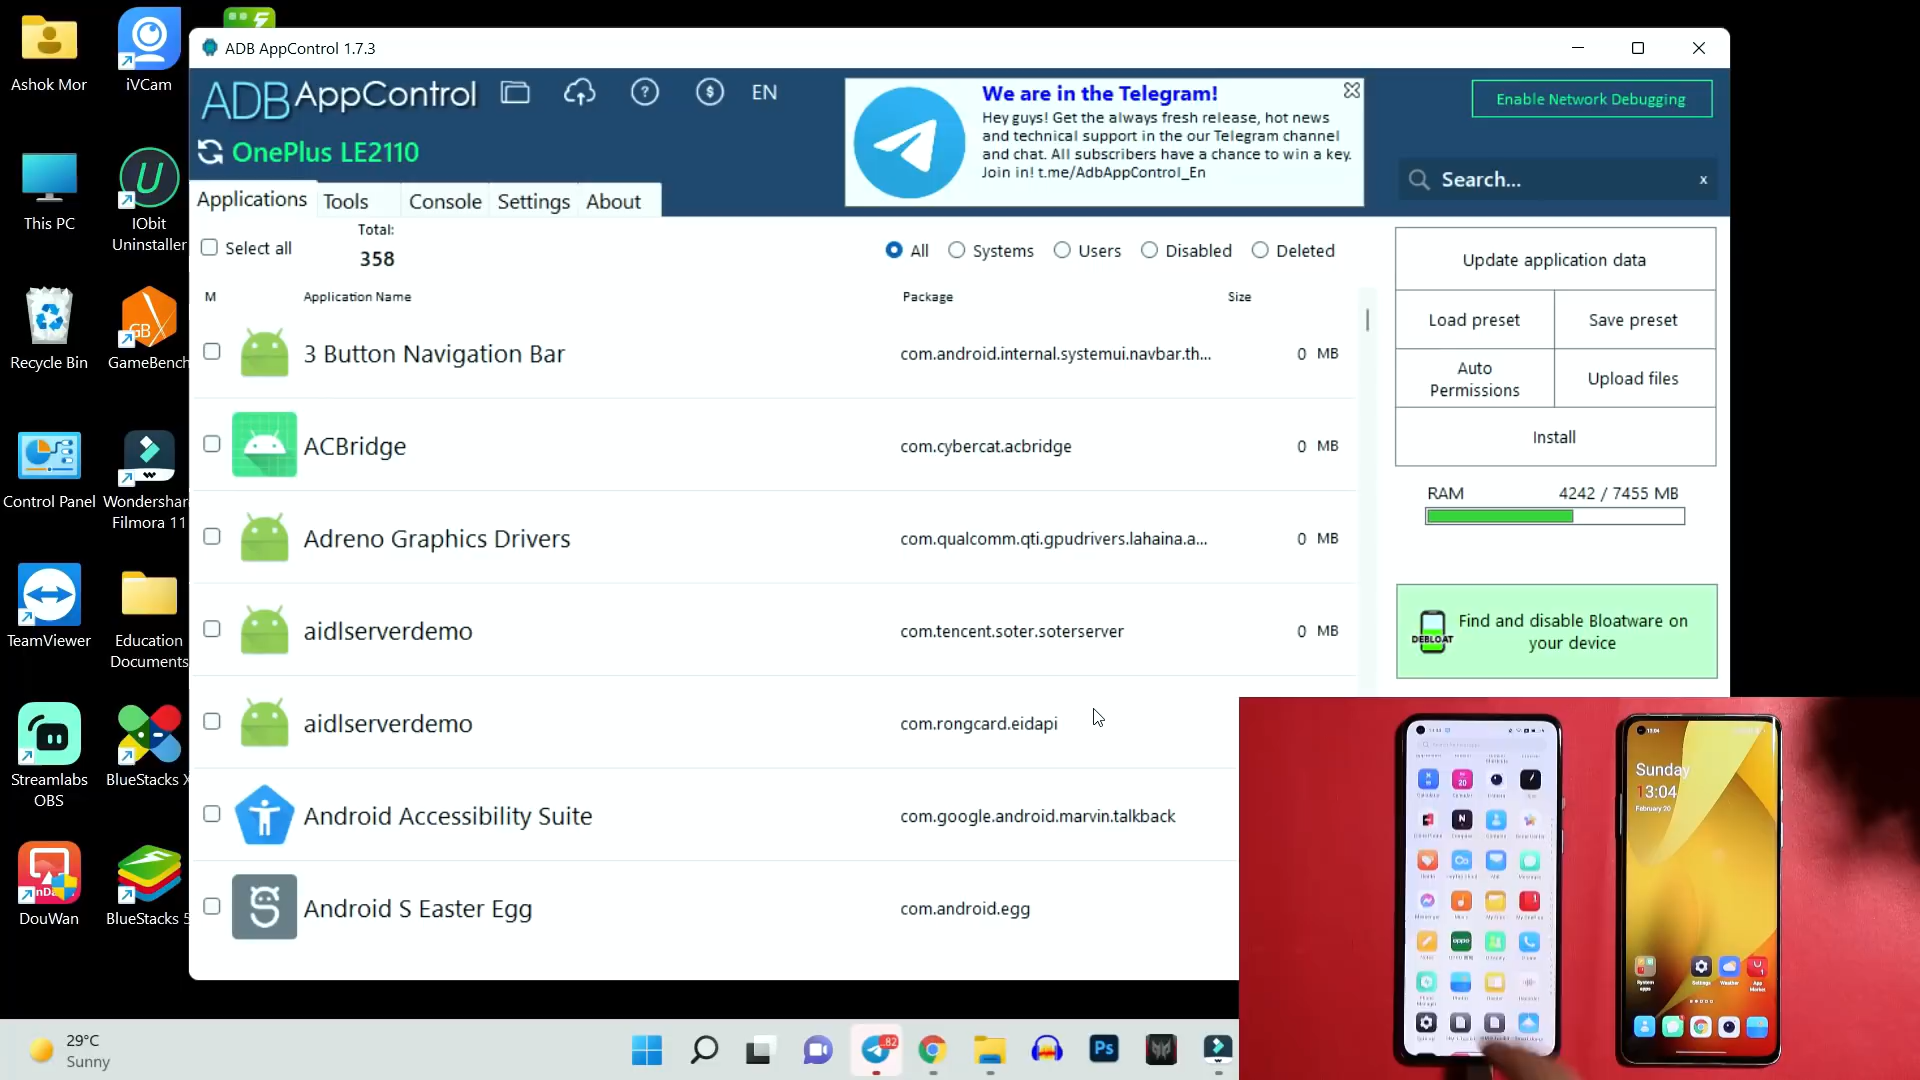 Ashok Mor
iVCam
This PC
IObit
Uninstaller
Recycle Bin
GameBench
Control Panel
Wondershar
Filmora 11
TeamViewer
Education
Documents
Streamlabs
OBS
BlueStacks X
DouWan
BlueStacks 5
ADB AppControl 1.7.3
ADB AppControl
EN
OnePlus LE2110
We are in the Telegram!
Hey guys! Get the always fresh release, hot news
and technical support in the our Telegram channel
and chat. All subscribers have a chance to win a key.
Join in! t.me/AdbAppControl_En
Enable Network Debugging
Search...
x
Applications
Tools
Console
Settings
About
Select all
Total:
358
All
Systems
Users
Disabled
Deleted
M
Application Name
Package
Size
3 Button Navigation Bar
com.android.internal.systemui.navbar.th...
0 MB
ACBridge
com.cybercat.acbridge
0 MB
Adreno Graphics Drivers
com.qualcomm.qti.gpudrivers.lahaina.a...
0 MB
aidlserverdemo
com.tencent.soter.soterserver
0 MB
aidlserverdemo
com.rongcard.eidapi
Android Accessibility Suite
com.google.android.marvin.talkback
Android S Easter Egg
com.android.egg
Update application data
Load preset
Save preset
Auto
Permissions
Upload files
Install
RAM
4242 / 7455 MB
DEBLOAT
Find and disable Bloatware on
your device
Sunday
13:04
February 20
29°C
Sunny
82
Ps